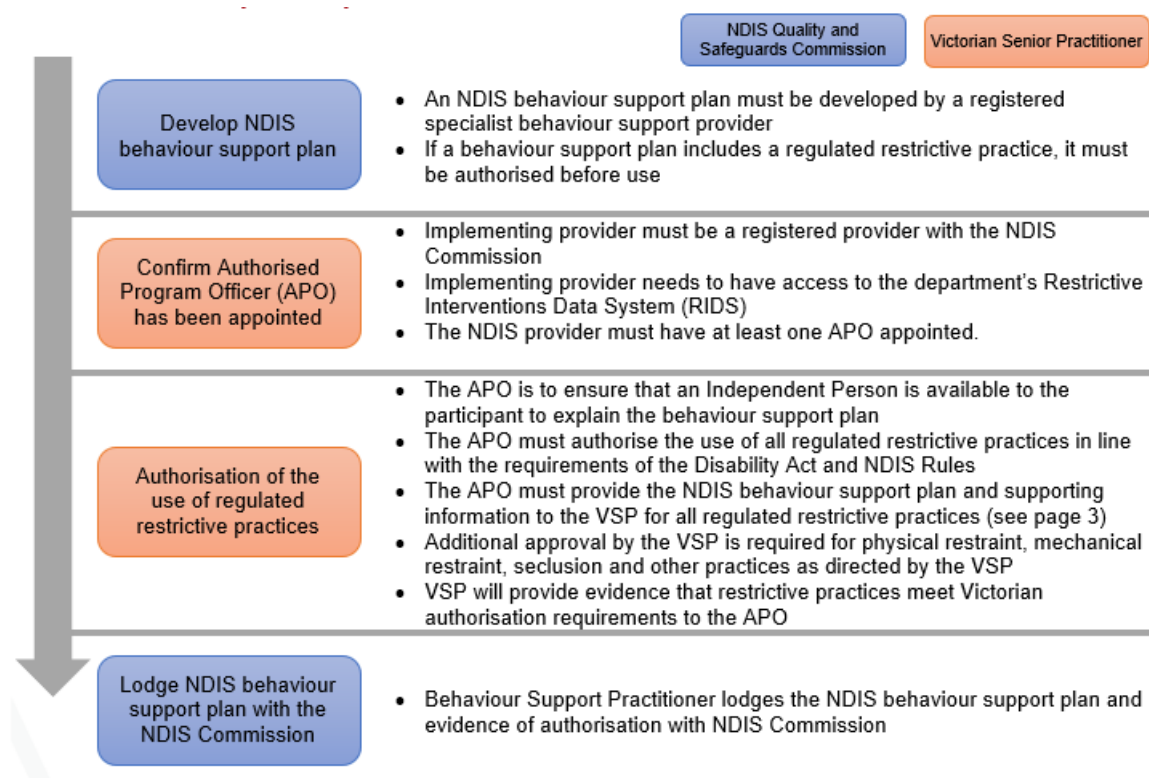 NDIS Quality and
Safeguards Commission
Victorian Senior Practitioner
Develop NDIS
behaviour support plan
• An NDIS behaviour support plan must be developed by a registered
specialist behaviour support provider
• If a behaviour support plan includes a regulated restrictive practice, it must
be authorised before use
Confirm Authorised
Program Officer (APO)
has been appointed
• Implementing provider must be a registered provider with the NDIS
Commission
• Implementing provider needs to have access to the department's Restrictive
Interventions Data System (RIDS)
• The NDIS provider must have at least one APO appointed.
Authorisation of the
use of regulated
restrictive practices
• The APO is to ensure that an Independent Person is available to the
participant to explain the behaviour support plan
• The APO must authorise the use of all regulated restrictive practices in line
with the requirements of the Disability Act and NDIS Rules
• The APO must provide the NDIS behaviour support plan and supporting
information to the VSP for all regulated restrictive practices (see page 3)
• Additional approval by the VSP is required for physical restraint, mechanical
restraint, seclusion and other practices as directed by the VSP
• VSP will provide evidence that restrictive practices meet Victorian
authorisation requirements to the APO
Lodge NDIS behaviour
support plan with the
NDIS Commission
• Behaviour Support Practitioner lodges the NDIS behaviour support plan and
evidence of authorisation with NDIS Commission